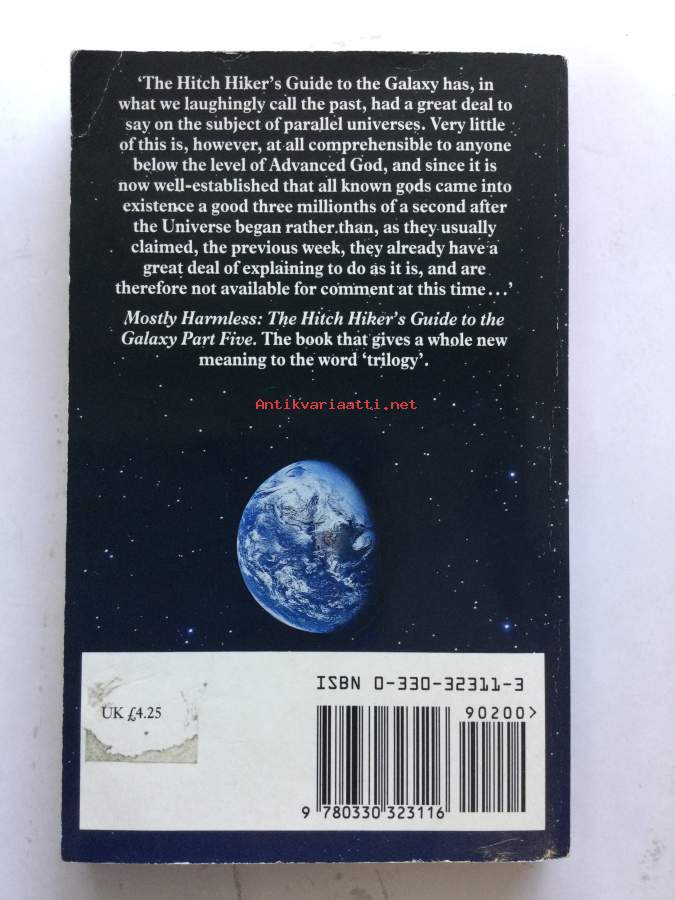 ‘The Hitch Hiker’s Guide to the Galaxy has, in
what we laughingly call the past, had a great deal to
say on the subject of parallel universes. Very little
of this is, however, at all comprehensible to anyone
below the level of Advanced God, and since it is
now well-established that all known gods came into
existence a good three millionths of a second after
the Universe began rather than, as they usually
claimed, the previous week, they already have a
great deal of explaining to do as it is, and are
therefore not available for comment at this time...’
Mostly Harmless: The Hitch Hiker’s Guide to the
Galaxy Part Five. The book that gives a whole new
meaning to the word ‘trilogy’.
Antikvariaatti.net
UK £4.25
ISBN 0-330-32311-3
90200>
9 780330 323116